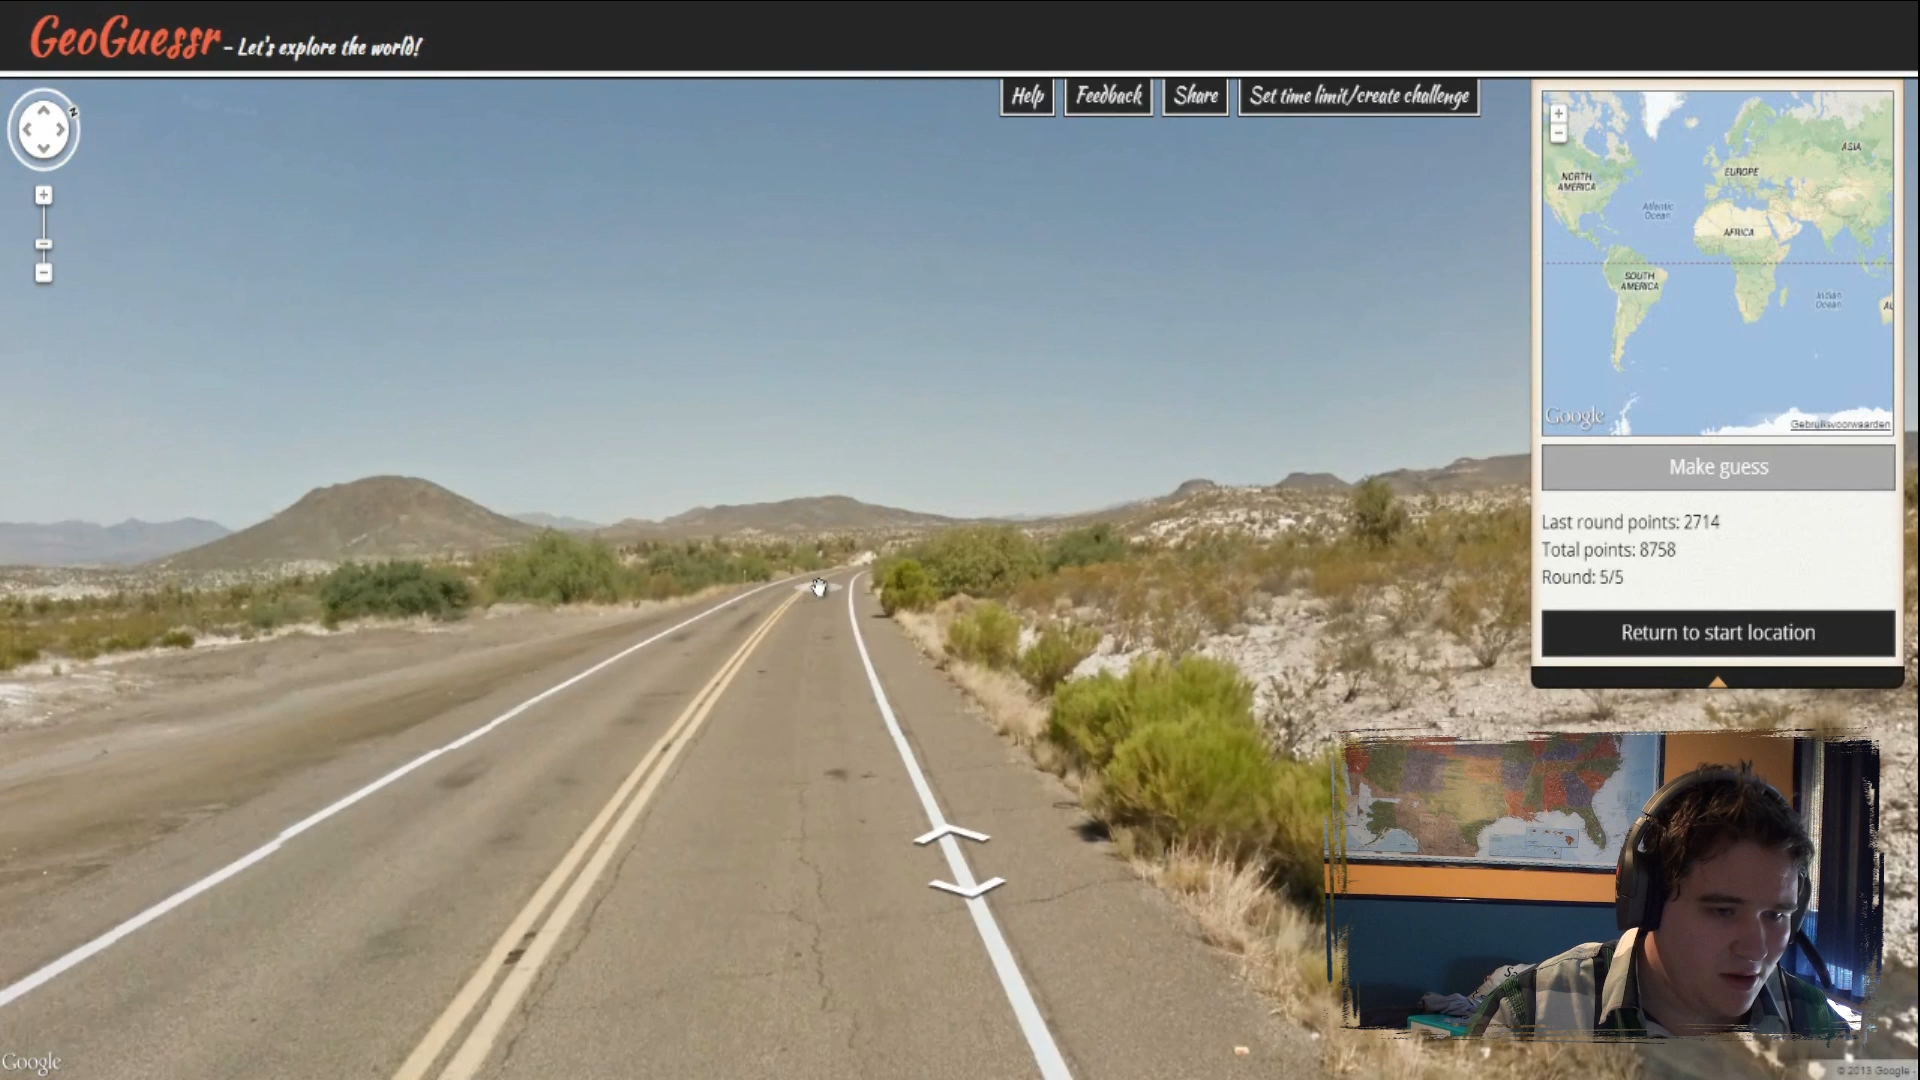 GeoGuessr - Let's explore the world!
Help
Feedback
Share
Set time limit/create challenge
N
NORTH AMERICA
Atlantic Ocean
EUROPE
ASIA
AFRICA
SOUTH AMERICA
Indian Ocean
AU
Google
Gebruiksvoorwaarden
Make guess
Last round points: 2714
Total points: 8758
Round: 5/5
Return to start location
Google
© 2013 Google